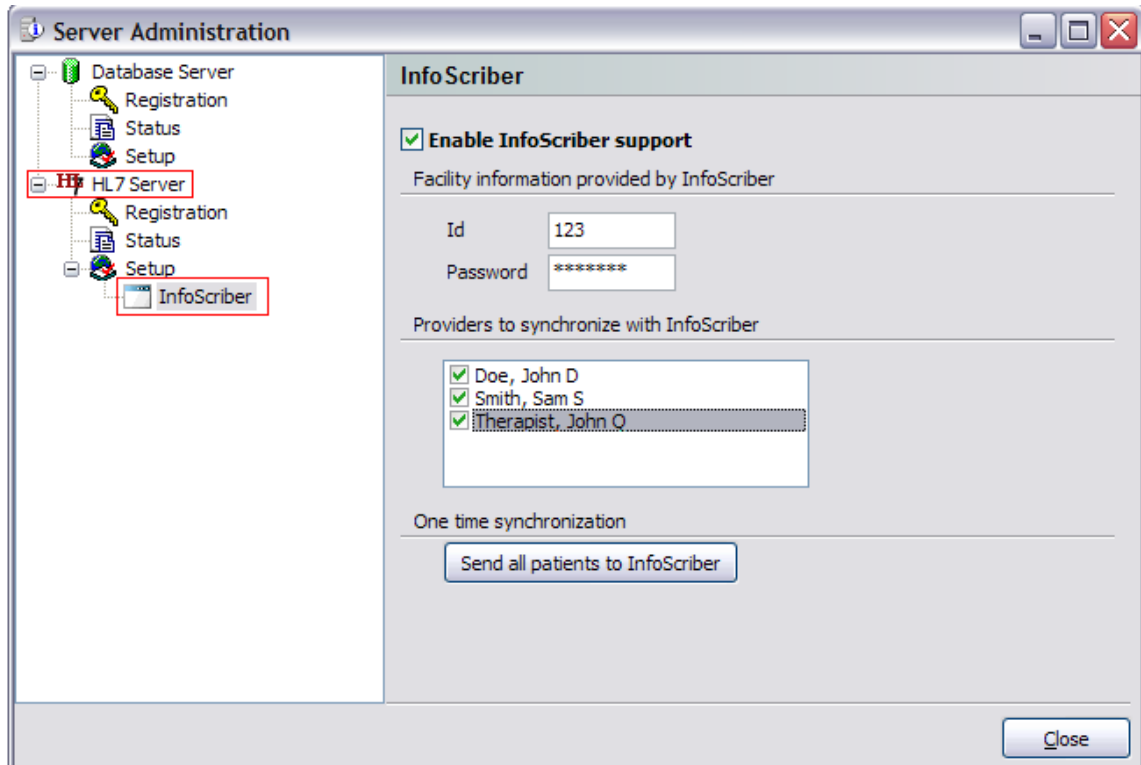 Server Administration
Database Server
Registration
Status
Setup
HL7 HL7 Server
Registration
Status
Setup
InfoScriber
InfoScriber
Enable InfoScriber support
Facility information provided by InfoScriber
Id 123
Password *******
Providers to synchronize with InfoScriber
Doe, John D
Smith, Sam S
Therapist, John Q
One time synchronization
Send all patients to InfoScriber
Close